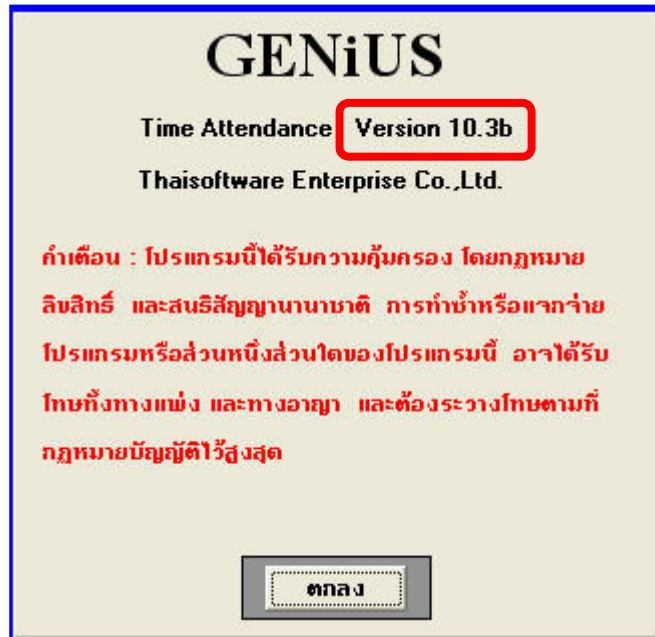 GENiUS
Time Attendance Version 10.3b
Thaisoftware Enterprise Co.,Ltd.
คำเตือน : โปรแกรมนี้ได้รับความคุ้มครอง โดยกฎหมาย
ลิขสิทธิ์ และสนธิสัญญานานาชาติ การทำซ้ำหรือแจกจ่าย
โปรแกรมหรือส่วนหนึ่งส่วนใดของโปรแกรมนี้ อาจได้รับ
โทษทั้งทางแพ่ง และทางอาญา และต้องระวางโทษตามที่
กฎหมายบัญญัติไว้สูงสุด
ตกลง